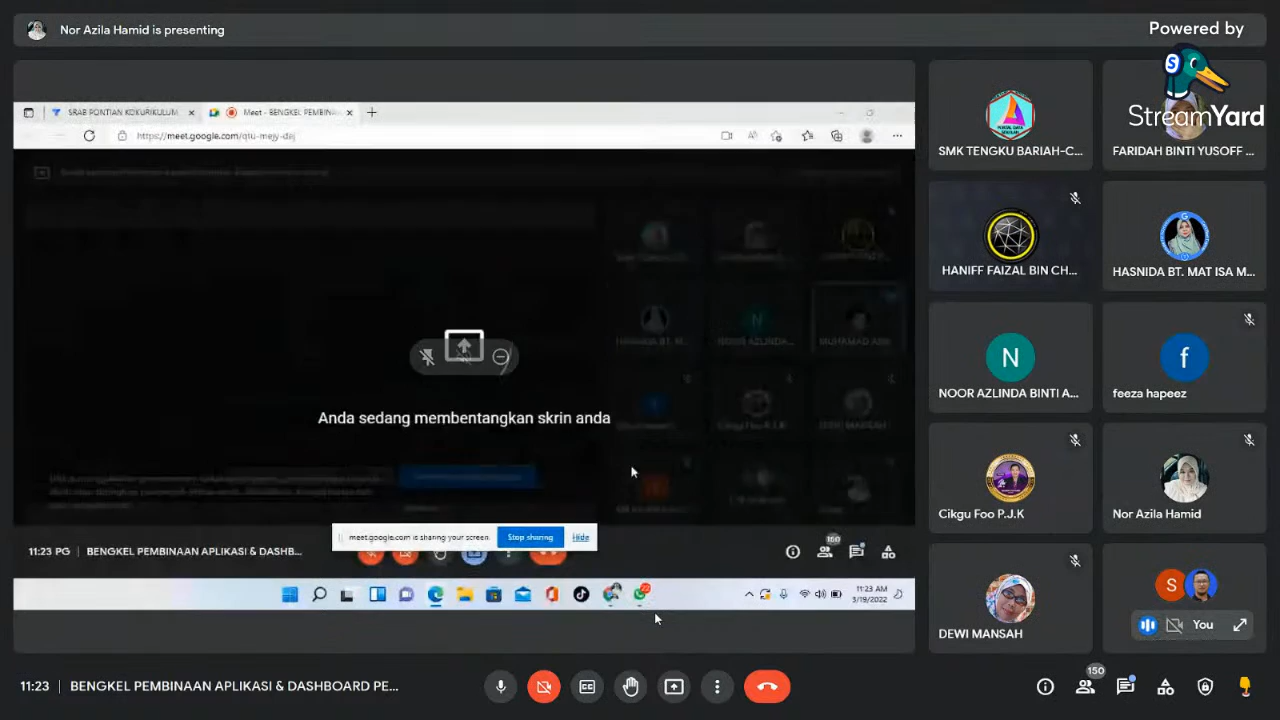 Nor Azila Hamid is presenting
Powered by
StreamYard
SRAB PONTIAN KOKURIKULUM
Meet - BENGKEL PEMBINA
https://meet.google.com/qtu-mejy-daj
Anda sedang membentangkan skrin anda
meet.google.com is sharing your screen.
Stop sharing
Hide
11:23 PG
BENGKEL PEMBINAAN APLIKASI & DASHB...
160
11:23 AM
3/19/2022
SMK TENGKU BARIAH-C...
FARIDAH BINTI YUSOFF ...
HANIFF FAIZAL BIN CH...
HASNIDA BT. MAT ISA M...
N
NOOR AZLINDA BINTI A...
f
feeza hapeez
Cikgu Foo P.J.K
Nor Azila Hamid
DEWI MANSAH
S
You
11:23
BENGKEL PEMBINAAN APLIKASI & DASHBOARD PE...
150